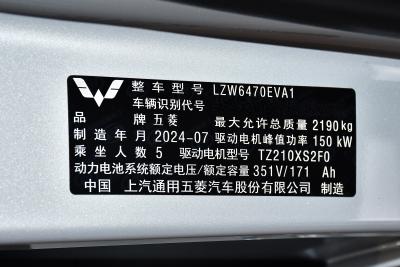 整车型号 LZW6470EVA1
车辆识别代号
品 牌 五菱 最大允许总质量 2190kg
制造年月 2024-07 驱动电机峰值功率 150 kW
乘坐人数 5 驱动电机型号 TZ210XS2F0
动力电池系统额定电压/额定容量 351V/171 Ah
中国 上汽通用五菱汽车股份有限公司 制造